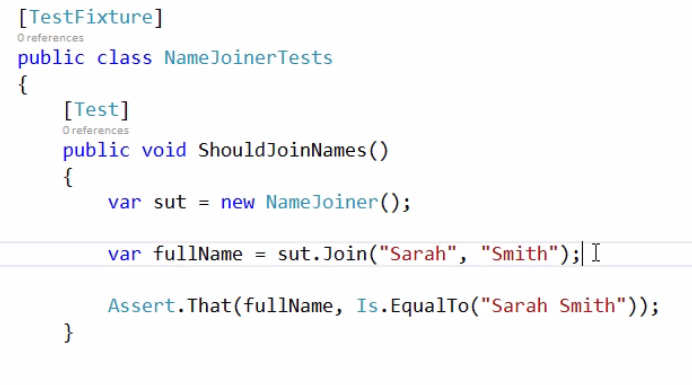 [TestFixture]
0 references
public class NameJoinerTests
{
[Test]
0 references
public void ShouldJoinNames()
{
var sut = new NameJoiner();
var fullName = sut.Join("Sarah", "Smith");
Assert.That(fullName, Is.EqualTo("Sarah Smith"));
}